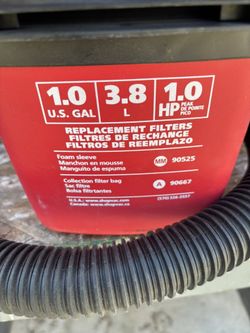 1.0 U.S. GAL
3.8 L
1.0 HP PEAK DE POINTE PICO
REPLACEMENT FILTERS
FILTRES DE RECHANGE
FILTROS DE REEMPLAZO
Foam sleeve
Manchon en mousse MM 90525
Manguito de espuma
Collection filter bag
Sac filtre A 90667
Bolsa filtrantes
U.S.A.: www.shopvac.com
Canada: www.shopvac.ca